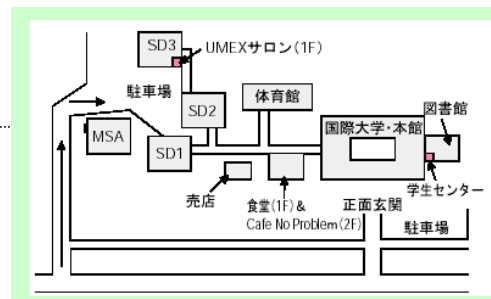 SD3
UMEXサロン(1F)
駐車場
SD2
体育館
図書館
国際大学・本館
MSA
SD1
学生センター
売店
食堂(1F)&
Cafe No Problem(2F)
正面玄関
駐車場